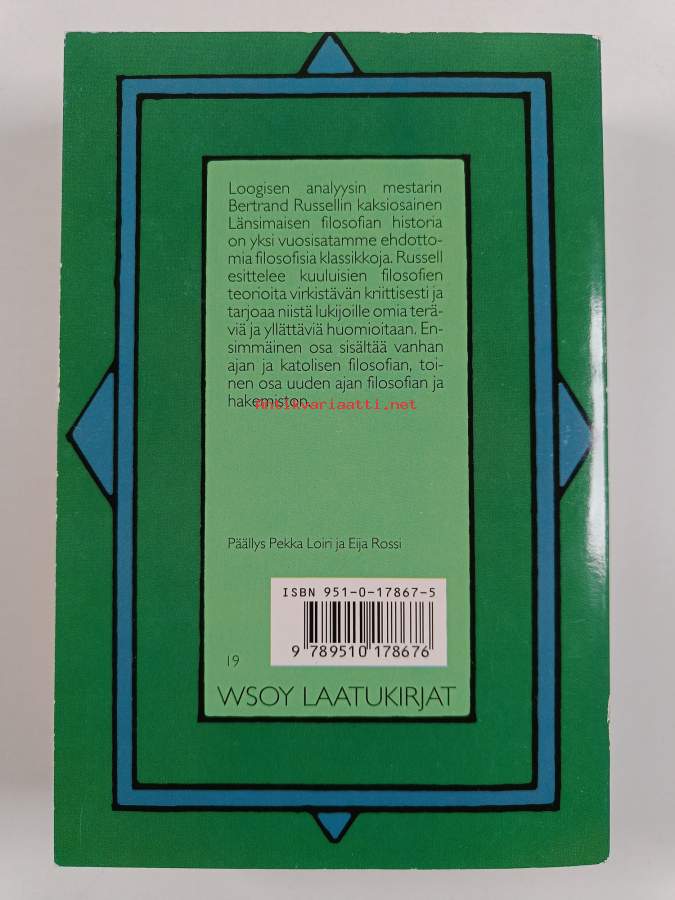 Loogisen analyysin mestarin
Bertrand Russellin kaksiosainen
Länsimaisen filosofian historia
on yksi vuosisatamme ehdotto-
mia filosofisia klassikkoja. Russell
esittelee kuuluisien filosofien
teorioita virkistävän kriittisesti ja
tarjoaa niistä lukijoille omia terä-
viä ja yllättäviä huomioitaan. En-
simmäinen osa sisältää vanhan
ajan ja katolisen filosofian, toi-
nen osa uuden ajan filosofian ja
hakemiston.
Antikvariaatti.net
Päällys Pekka Loiri ja Eija Rossi
ISBN 951-0-17867-5
9 789510 178676
19
WSOY LAATUKIRJAT